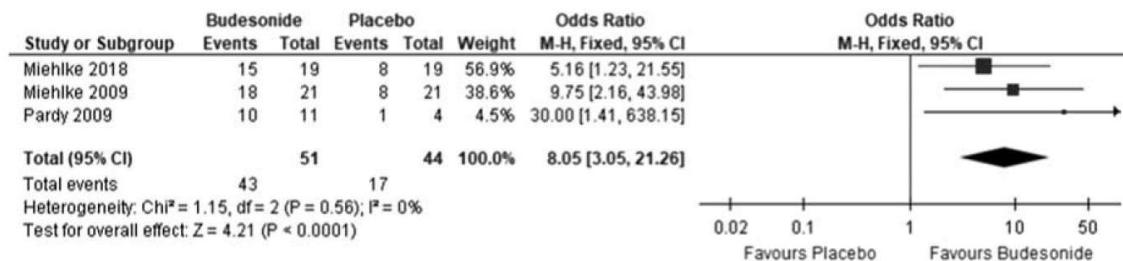 Budesonide Placebo Odds Ratio Odds Ratio
Study or Subgroup Events Total Events Total Weight M-H, Fixed, 95% CI M-H, Fixed, 95% CI
Miehlke 2018 15 19 8 19 56.9% 5.16 [1.23, 21.55]
Miehlke 2009 18 21 8 21 38.6% 9.75 [2.16, 43.98]
Pardy 2009 10 11 1 4 4.5% 30.00 [1.41, 638.15]
Total (95% CI) 51 44 100.0% 8.05 [3.05, 21.26]
Total events 43 17
Heterogeneity: Chi² = 1.15, df = 2 (P = 0.56); I² = 0%
Test for overall effect: Z = 4.21 (P < 0.0001)
0.02 0.1 1 10 50
Favours Placebo Favours Budesonide